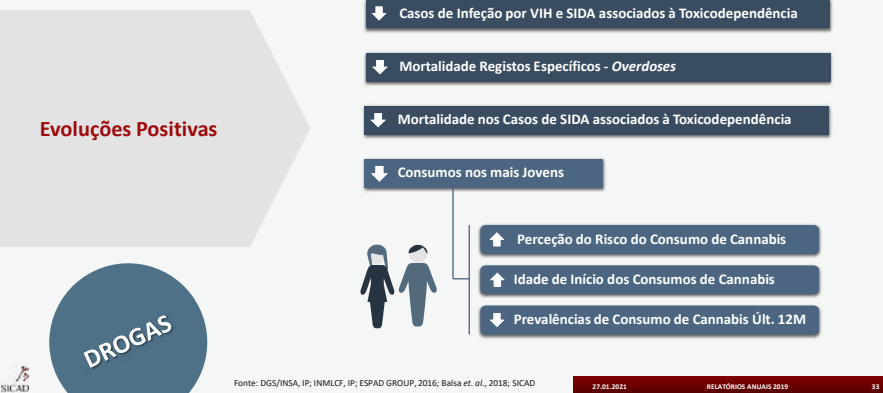 Casos de Infeção por VIH e SIDA associados à Toxicodependência
Mortalidade Registos Específicos - Overdoses
Evoluções Positivas
Mortalidade nos Casos de SIDA associados à Toxicodependência
Consumos nos mais Jovens
Perceção do Risco do Consumo de Cannabis
Idade de Início dos Consumos de Cannabis
Prevalências de Consumo de Cannabis Últ. 12M
DROGAS
SICAD
Fonte: DGS/INSA, IP; INMLCF, IP; ESPAD GROUP, 2016; Balsa et. al., 2018; SICAD
27.01.2021
RELATÓRIOS ANUAIS 2019
33